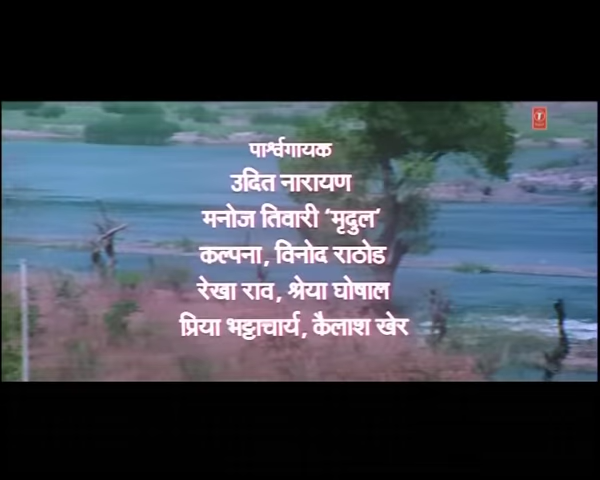 पार्श्वगायक
उदित नारायण
मनोज तिवारी ‘मृदुल’
कल्पना, विनोद राठोड
रेखा राव, श्रेया घोषाल
प्रिया भट्टाचार्य, कैलाश खेर